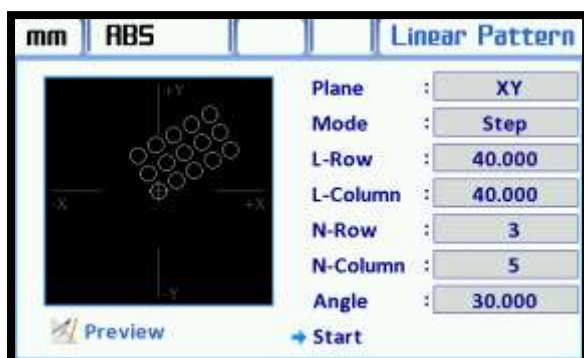 mm ABS Linear Pattern
+Y
-X +X
-Y
Plane : XY
Mode : Step
L-Row : 40.000
L-Column : 40.000
N-Row : 3
N-Column : 5
Angle : 30.000
Preview
Start